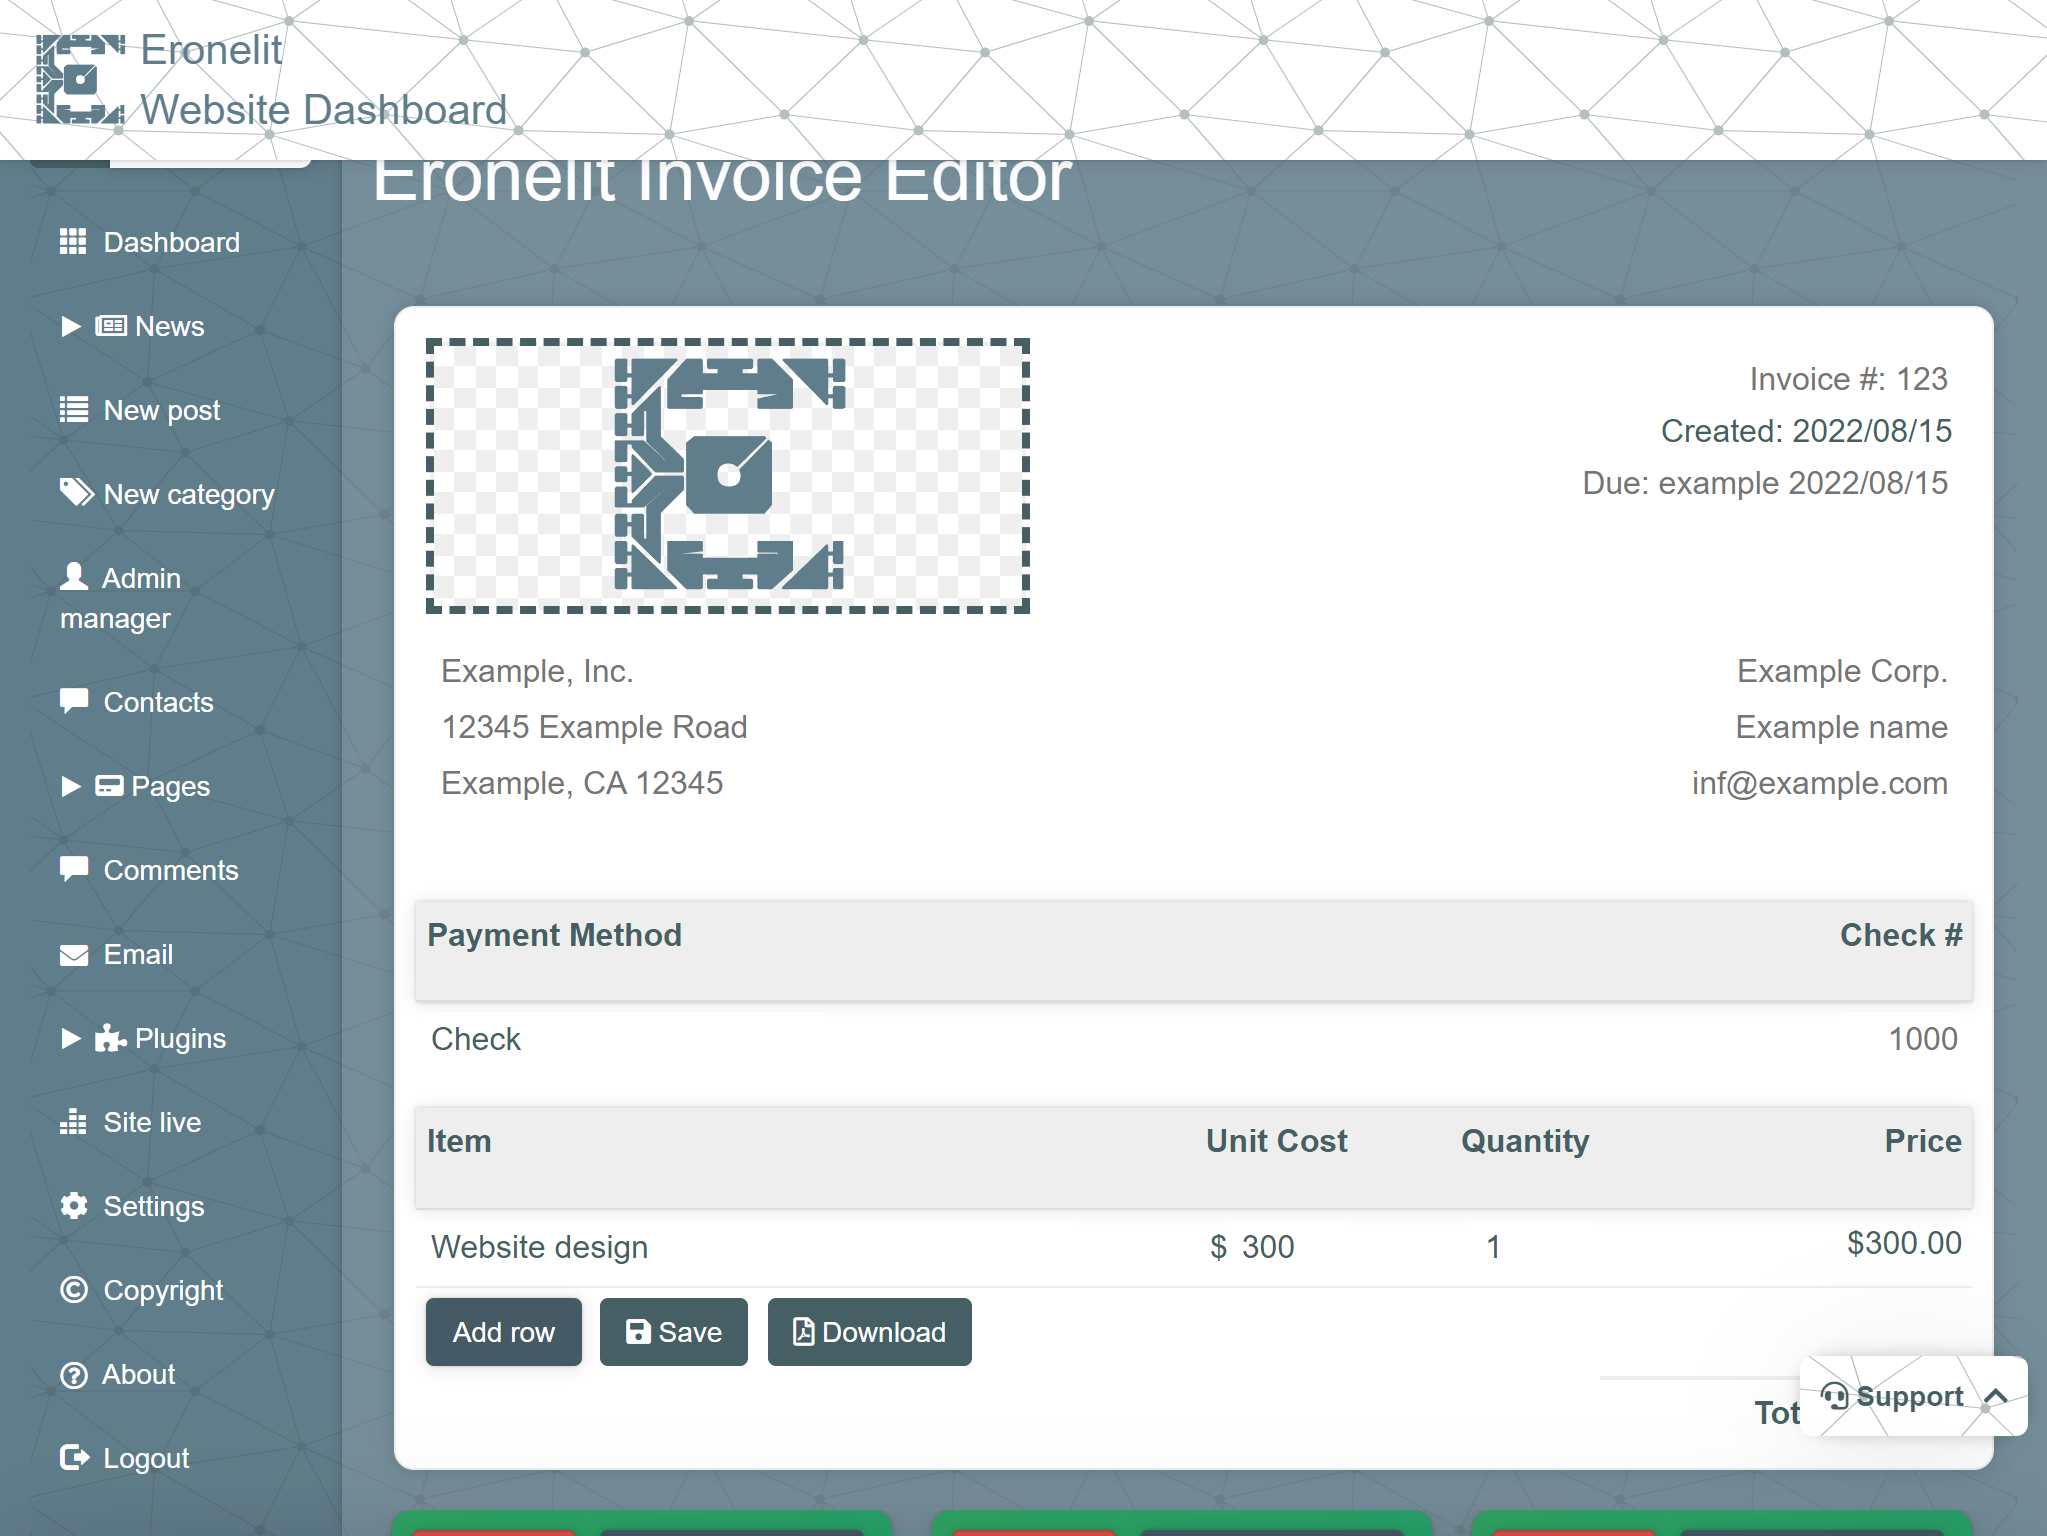 Eronelit
Website Dashboard
Eronelit Invoice Editor
Dashboard
News
New post
New category
Admin
manager
Contacts
Pages
Comments
Email
Plugins
Site live
Settings
Copyright
About
Logout
Invoice #: 123
Created: 2022/08/15
Due: example 2022/08/15
Example, Inc.
12345 Example Road
Example, CA 12345
Example Corp.
Example name
inf@example.com
Payment Method Check #
Check 1000
Item Unit Cost Quantity Price
Website design $ 300 1 $300.00
Add row Save Download
Support